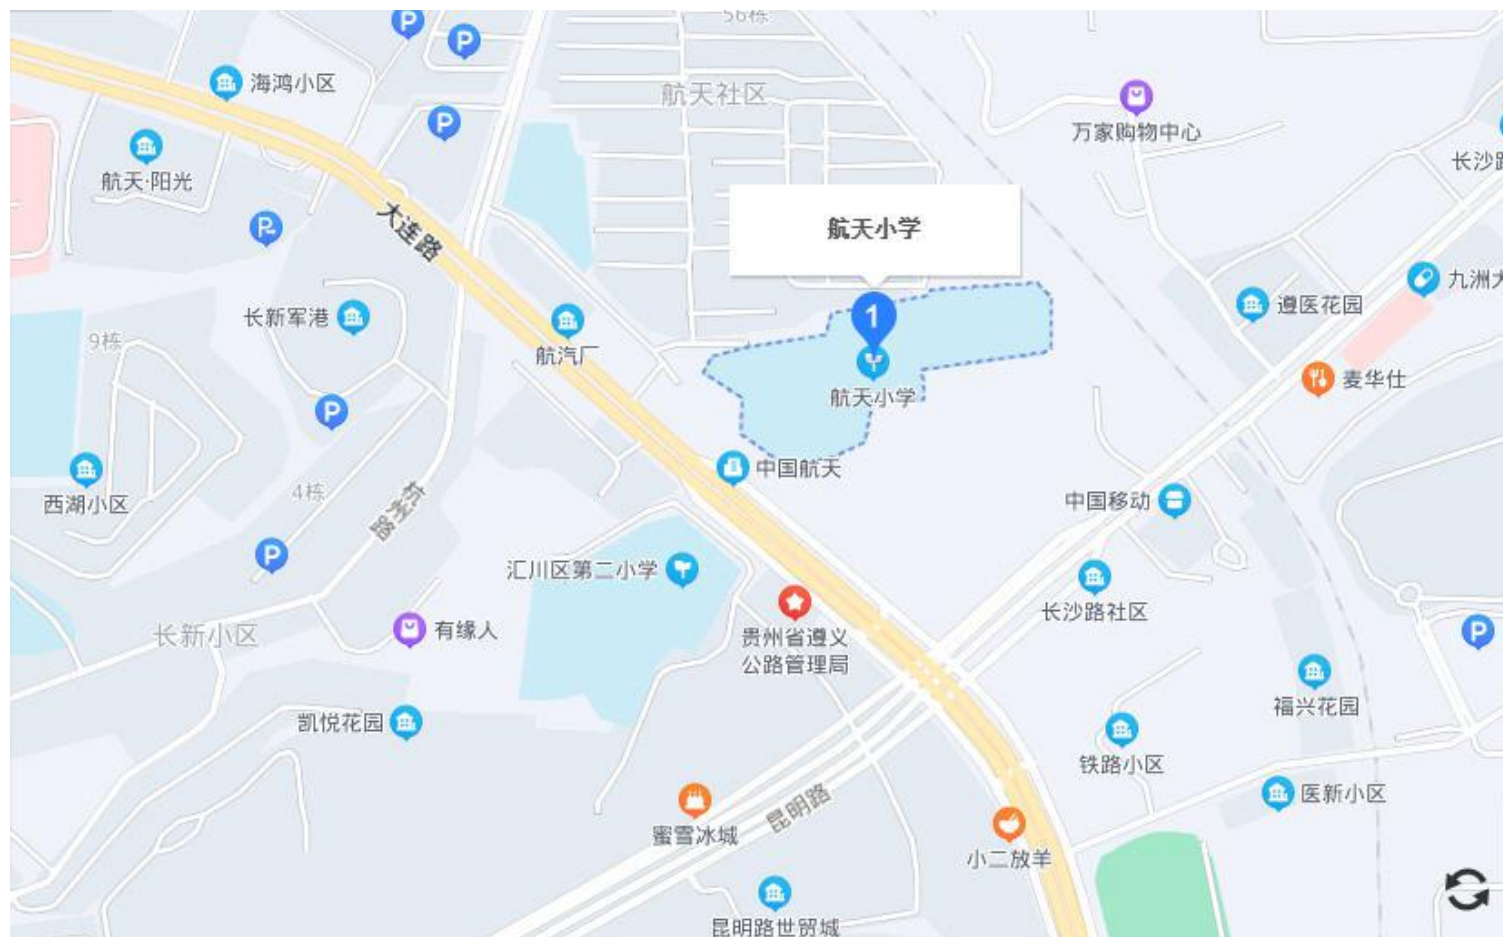 56栋
P
P
海鸿小区
航天社区
P
万家购物中心
航天·阳光
长沙路
P
大连路
航天小学
九洲大
长新军港
遵医花园
1
9栋
航汽厂
麦华仕
航天小学
P
中国航天
西湖小区
4栋
杭州路
中国移动
P
汇川区第二小学
长沙路社区
长新小区
有缘人
贵州省遵义
公路管理局
P
福兴花园
凯悦花园
铁路小区
医新小区
蜜雪冰城
昆明路
小二放羊
昆明路世贸城